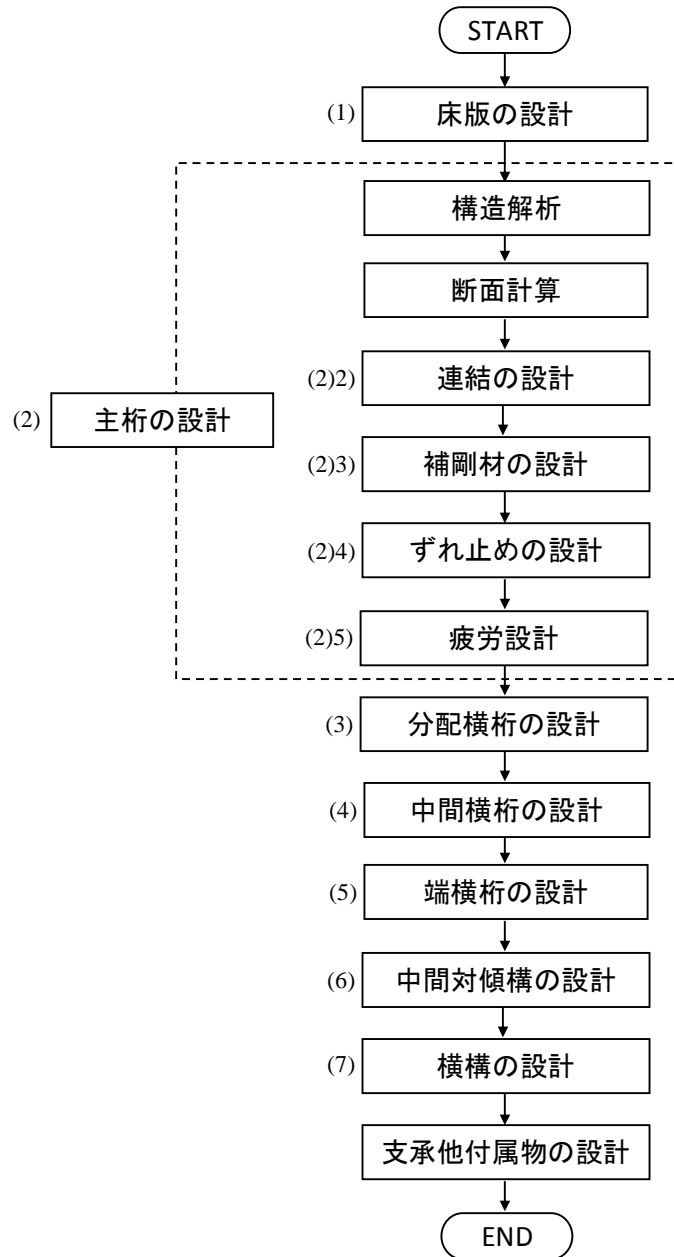 START
(1) 床版の設計
構造解析
断面計算
(2)2) 連結の設計
(2) 主桁の設計
(2)3) 補剛材の設計
(2)4) ずれ止めの設計
(2)5) 疲労設計
(3) 分配横桁の設計
(4) 中間横桁の設計
(5) 端横桁の設計
(6) 中間対傾構の設計
(7) 横構の設計
支承他付属物の設計
END